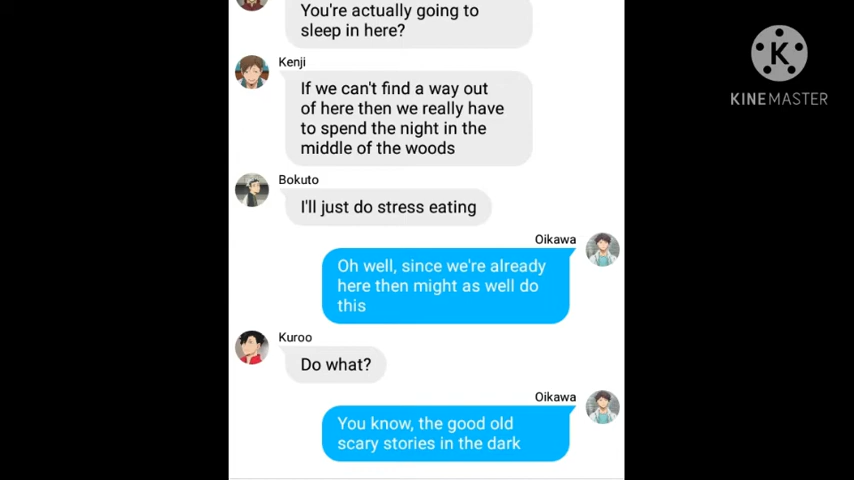 You're actually going to
sleep in here?
Kenji
If we can't find a way out
of here then we really have
to spend the night in the
middle of the woods
Bokuto
I'll just do stress eating
Oikawa
Oh well, since we're already
here then might as well do
this
Kuroo
Do what?
Oikawa
You know, the good old
scary stories in the dark
K
KINEMASTER